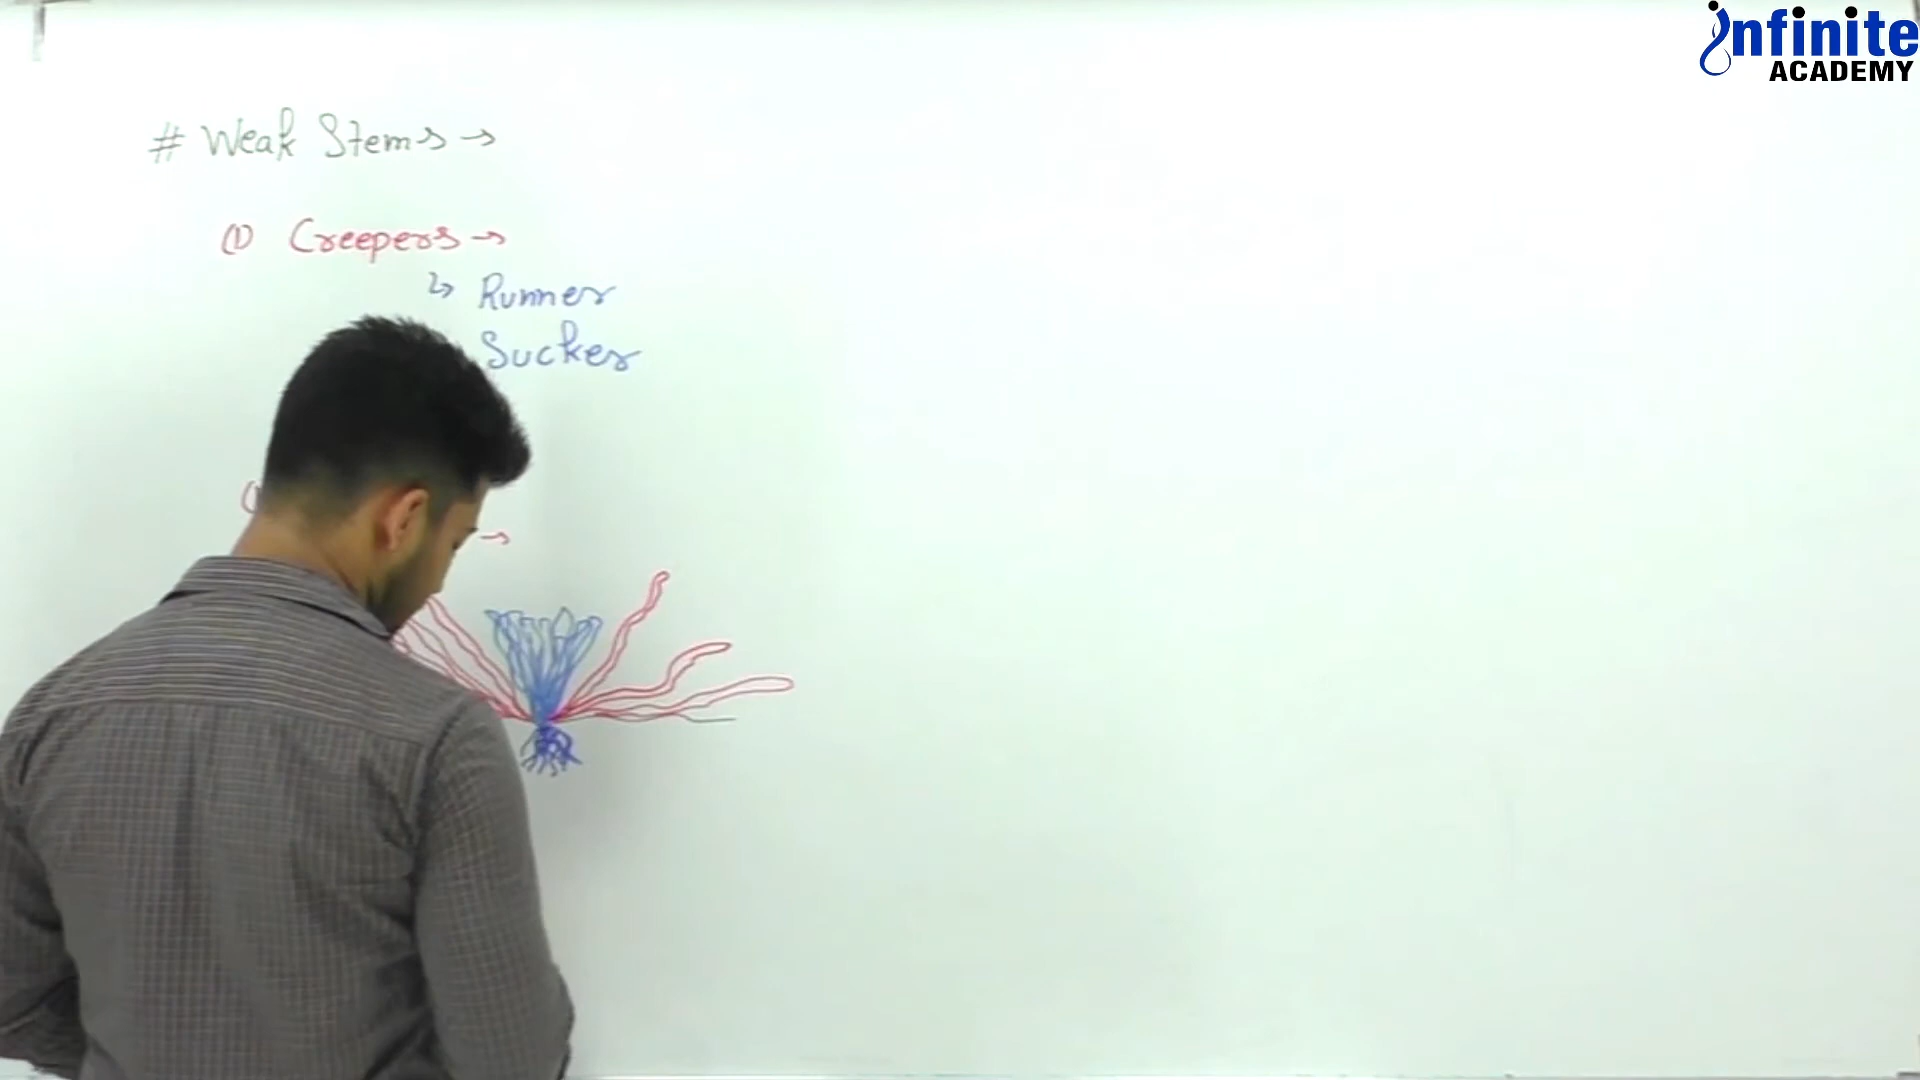 infinite
ACADEMY
# Weak Stems →
(1) Creepers →
↳ Runner
Sucker
→